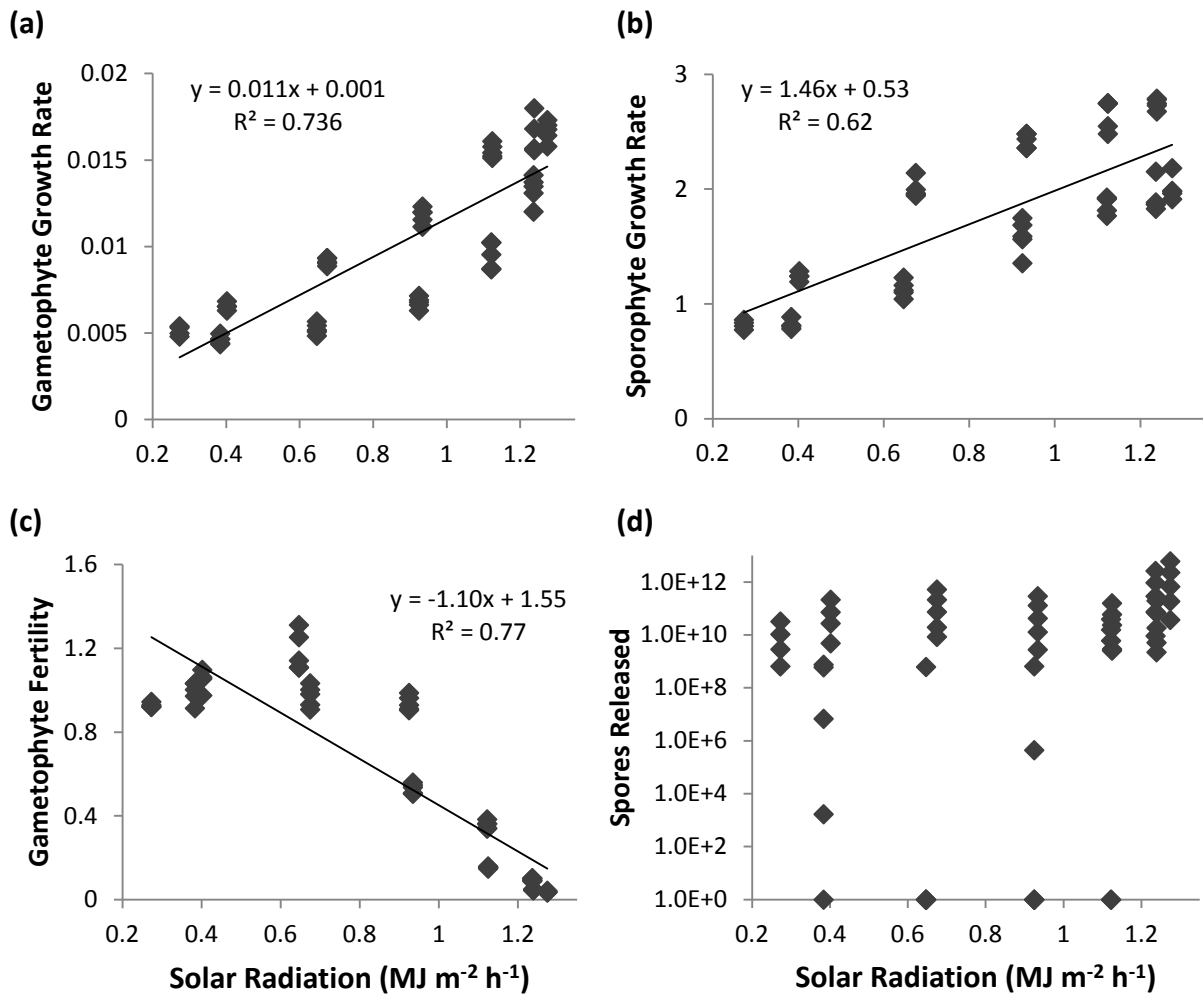 (a)
Gametophyte Growth Rate
0.02
0.015
0.01
0.005
0
y = 0.011x + 0.001
R² = 0.736
0.2 0.4 0.6 0.8 1 1.2
(b)
Sporophyte Growth Rate
3
2
1
0
y = 1.46x + 0.53
R² = 0.62
0.2 0.4 0.6 0.8 1 1.2
(c)
Gametophyte Fertility
1.6
1.2
0.8
0.4
0
y = -1.10x + 1.55
R² = 0.77
0.2 0.4 0.6 0.8 1 1.2
Solar Radiation (MJ m⁻² h⁻¹)
(d)
Spores Released
1.0E+12
1.0E+10
1.0E+8
1.0E+6
1.0E+4
1.0E+2
1.0E+0
0.2 0.4 0.6 0.8 1 1.2
Solar Radiation (MJ m⁻² h⁻¹)